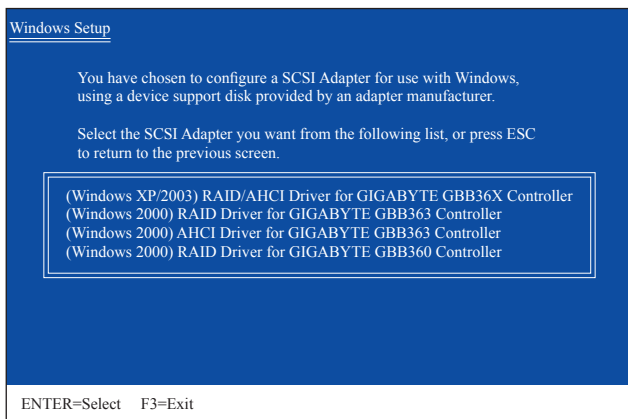 Windows Setup
You have chosen to configure a SCSI Adapter for use with Windows,
using a device support disk provided by an adapter manufacturer.
Select the SCSI Adapter you want from the following list, or press ESC
to return to the previous screen.
(Windows XP/2003) RAID/AHCI Driver for GIGABYTE GBB36X Controller
(Windows 2000) RAID Driver for GIGABYTE GBB363 Controller
(Windows 2000) AHCI Driver for GIGABYTE GBB363 Controller
(Windows 2000) RAID Driver for GIGABYTE GBB360 Controller
ENTER=Select F3=Exit